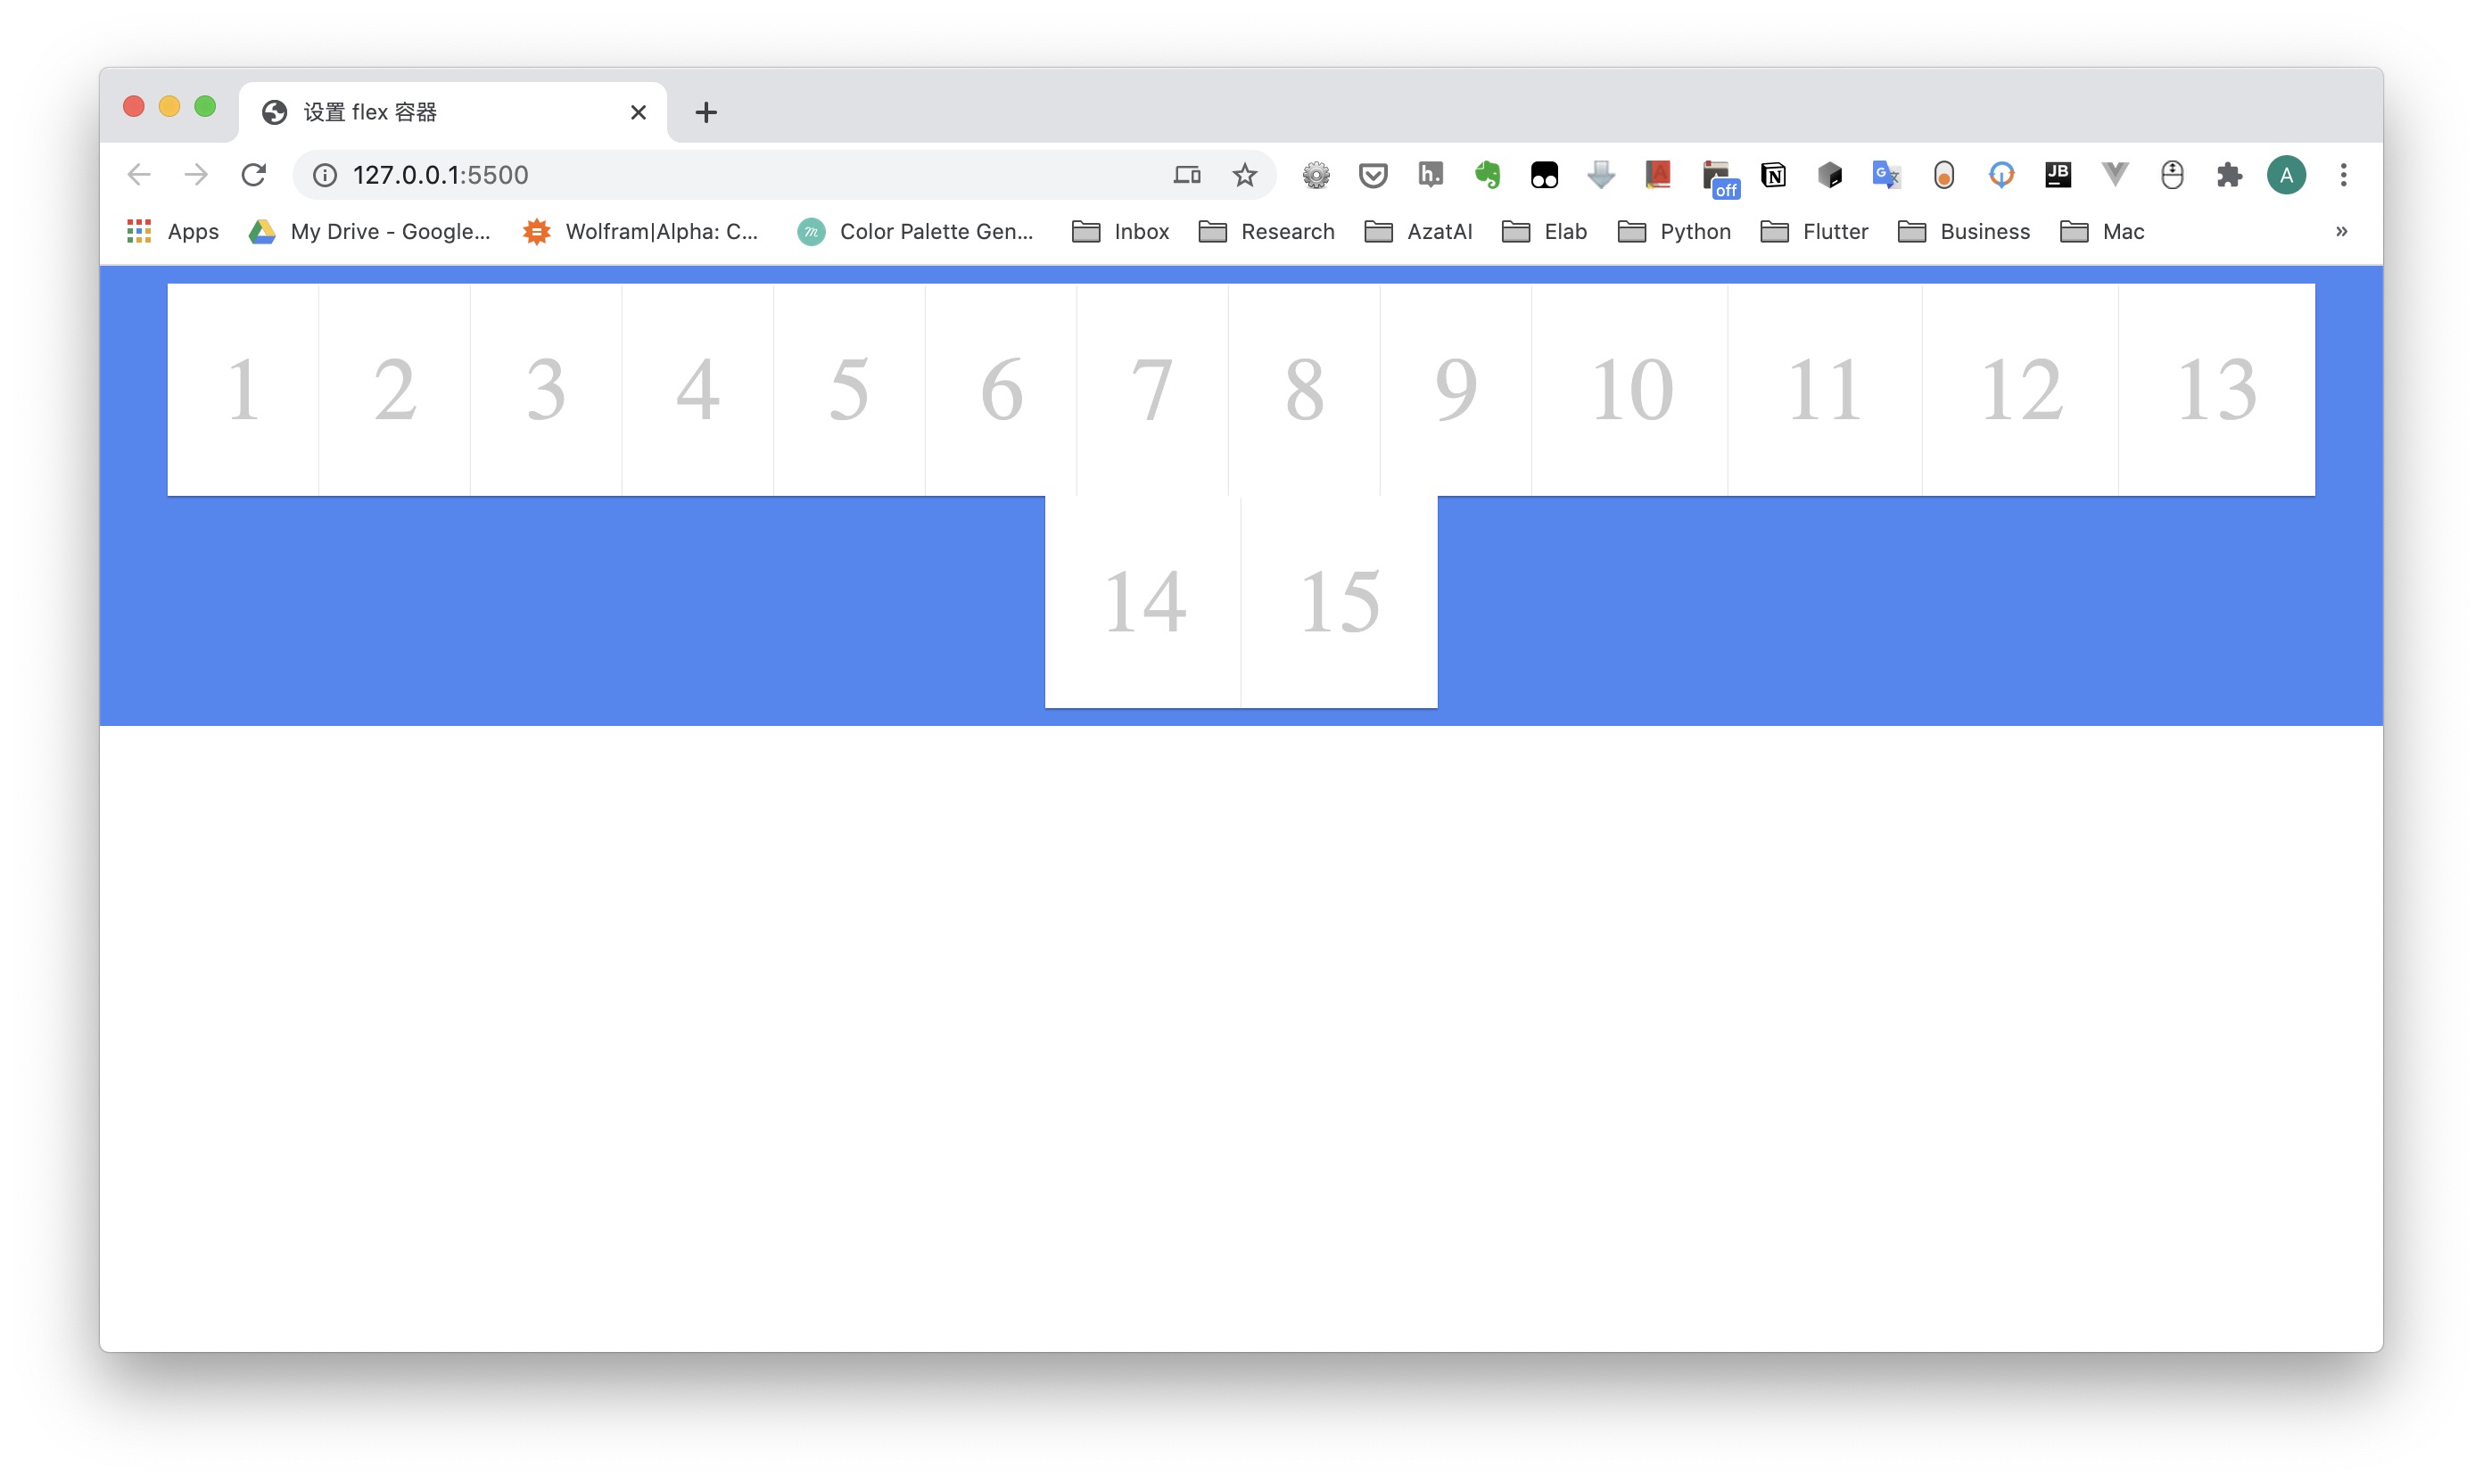 设置 flex 容器
127.0.0.1:5500
h.
off
N
G
JB
A
Apps My Drive - Google... Wolfram|Alpha: C... m Color Palette Gen... Inbox Research AzatAI Elab Python Flutter Business Mac »
1 2 3 4 5 6 7 8 9 10 11 12 13
14 15